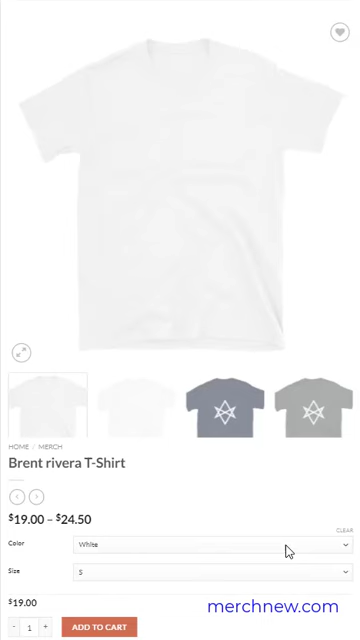 HOME / MERCH
Brent rivera T-Shirt
$19.00 – $24.50
CLEAR
Color
White
Size
S
$19.00
- 1 +
ADD TO CART
merchnew.com